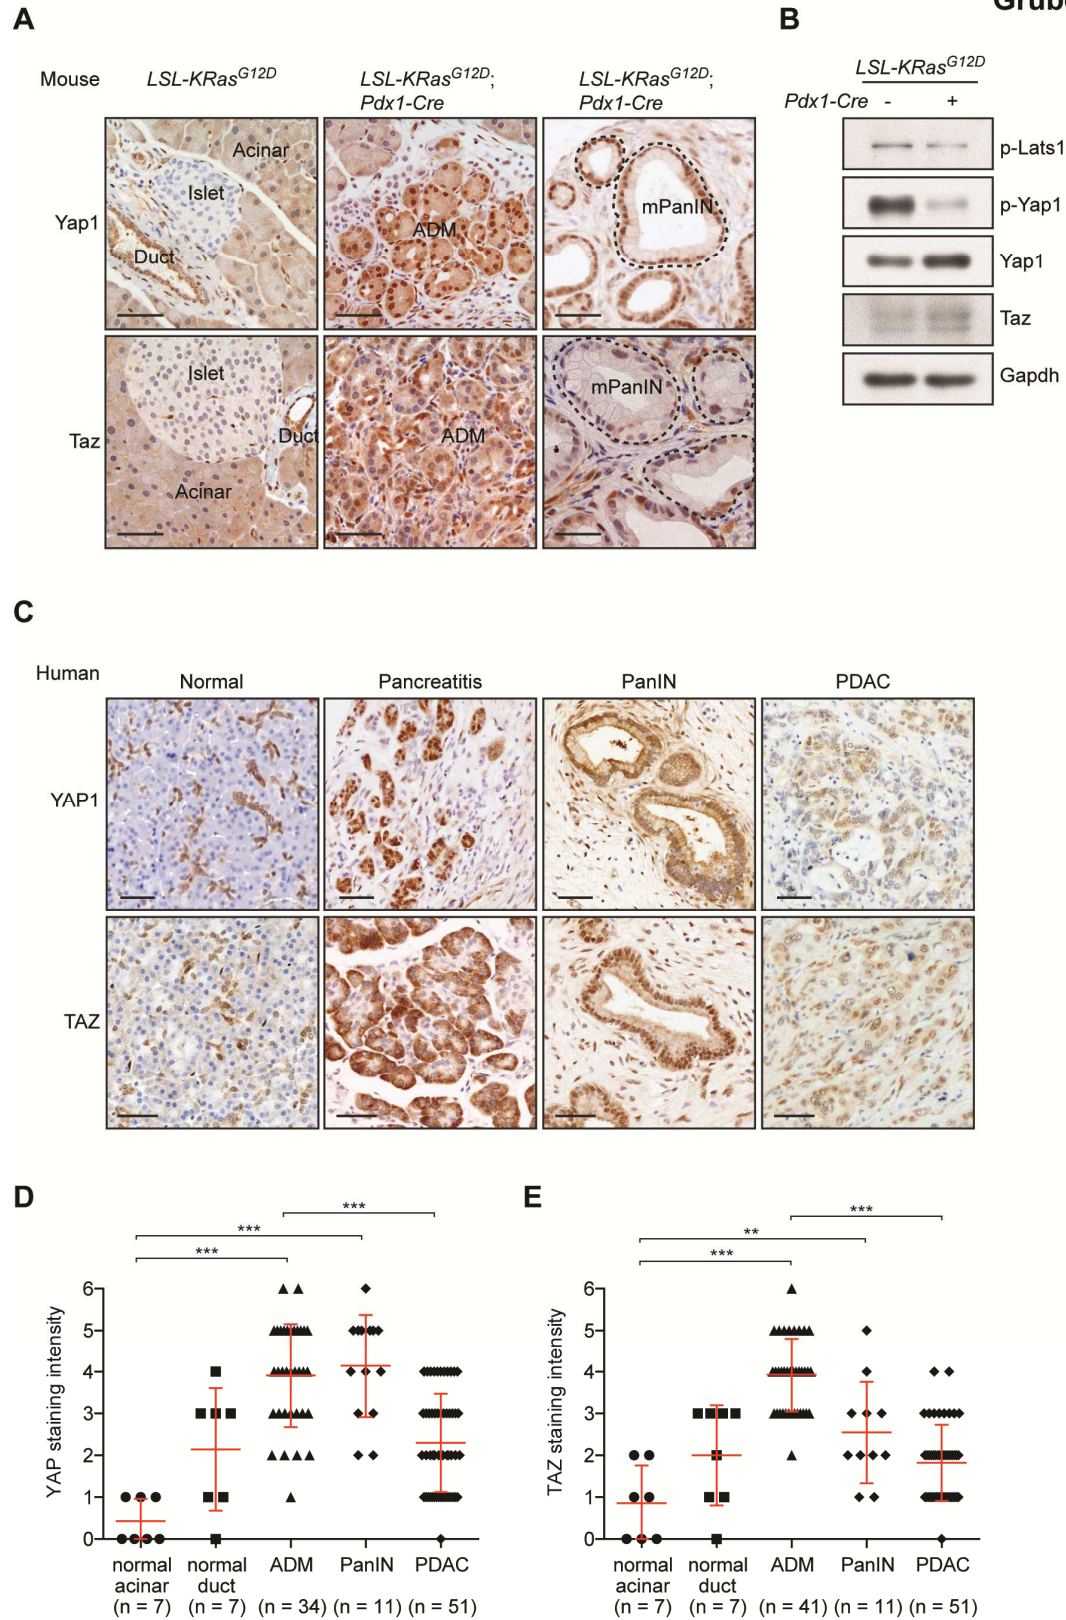 Grube
A
B
Mouse
LSL-KRasG12D
LSL-KRasG12D;
Pdx1-Cre
LSL-KRasG12D;
Pdx1-Cre
LSL-KRasG12D
Pdx1-Cre - +
Yap1
Acinar
Islet
Duct
ADM
mPanIN
Taz
Islet
Duct
Acinar
ADM
mPanIN
p-Lats1
p-Yap1
Yap1
Taz
Gapdh
C
Human
Normal
Pancreatitis
PanIN
PDAC
YAP1
TAZ
D
***
***
***
YAP staining intensity
6
5
4
3
2
1
0
normal acinar (n = 7)
normal duct (n = 7)
ADM (n = 34)
PanIN (n = 11)
PDAC (n = 51)
E
***
**
***
TAZ staining intensity
6
5
4
3
2
1
0
normal acinar (n = 7)
normal duct (n = 7)
ADM (n = 41)
PanIN (n = 11)
PDAC (n = 51)